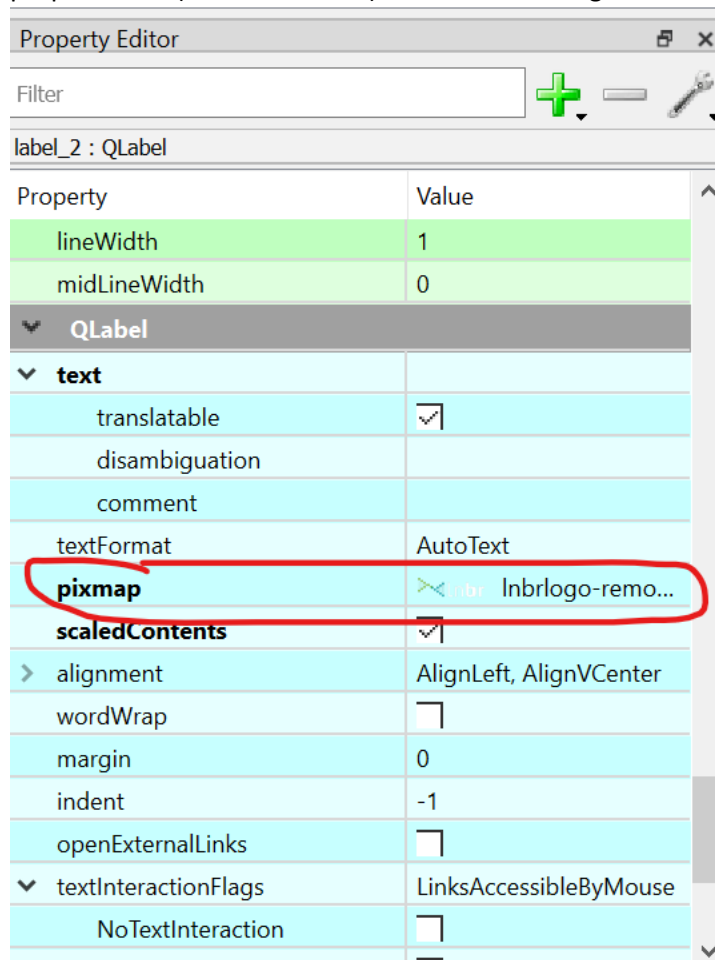 Property Editor
Filter
label_2 : QLabel
Property Value
lineWidth 1
midLineWidth 0
QLabel
text
translatable
disambiguation
comment
textFormat AutoText
pixmap lnbrlogo-remo...
scaledContents
alignment AlignLeft, AlignVCenter
wordWrap
margin 0
indent -1
openExternalLinks
textInteractionFlags LinksAccessibleByMouse
NoTextInteraction